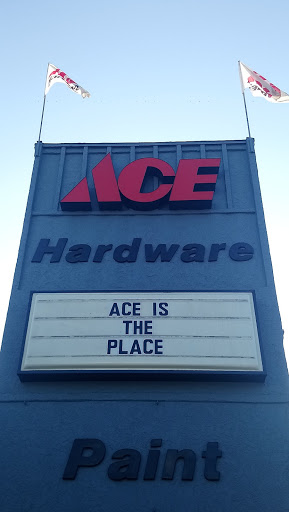 ACE
Hardware
ACE IS
THE
PLACE
Paint